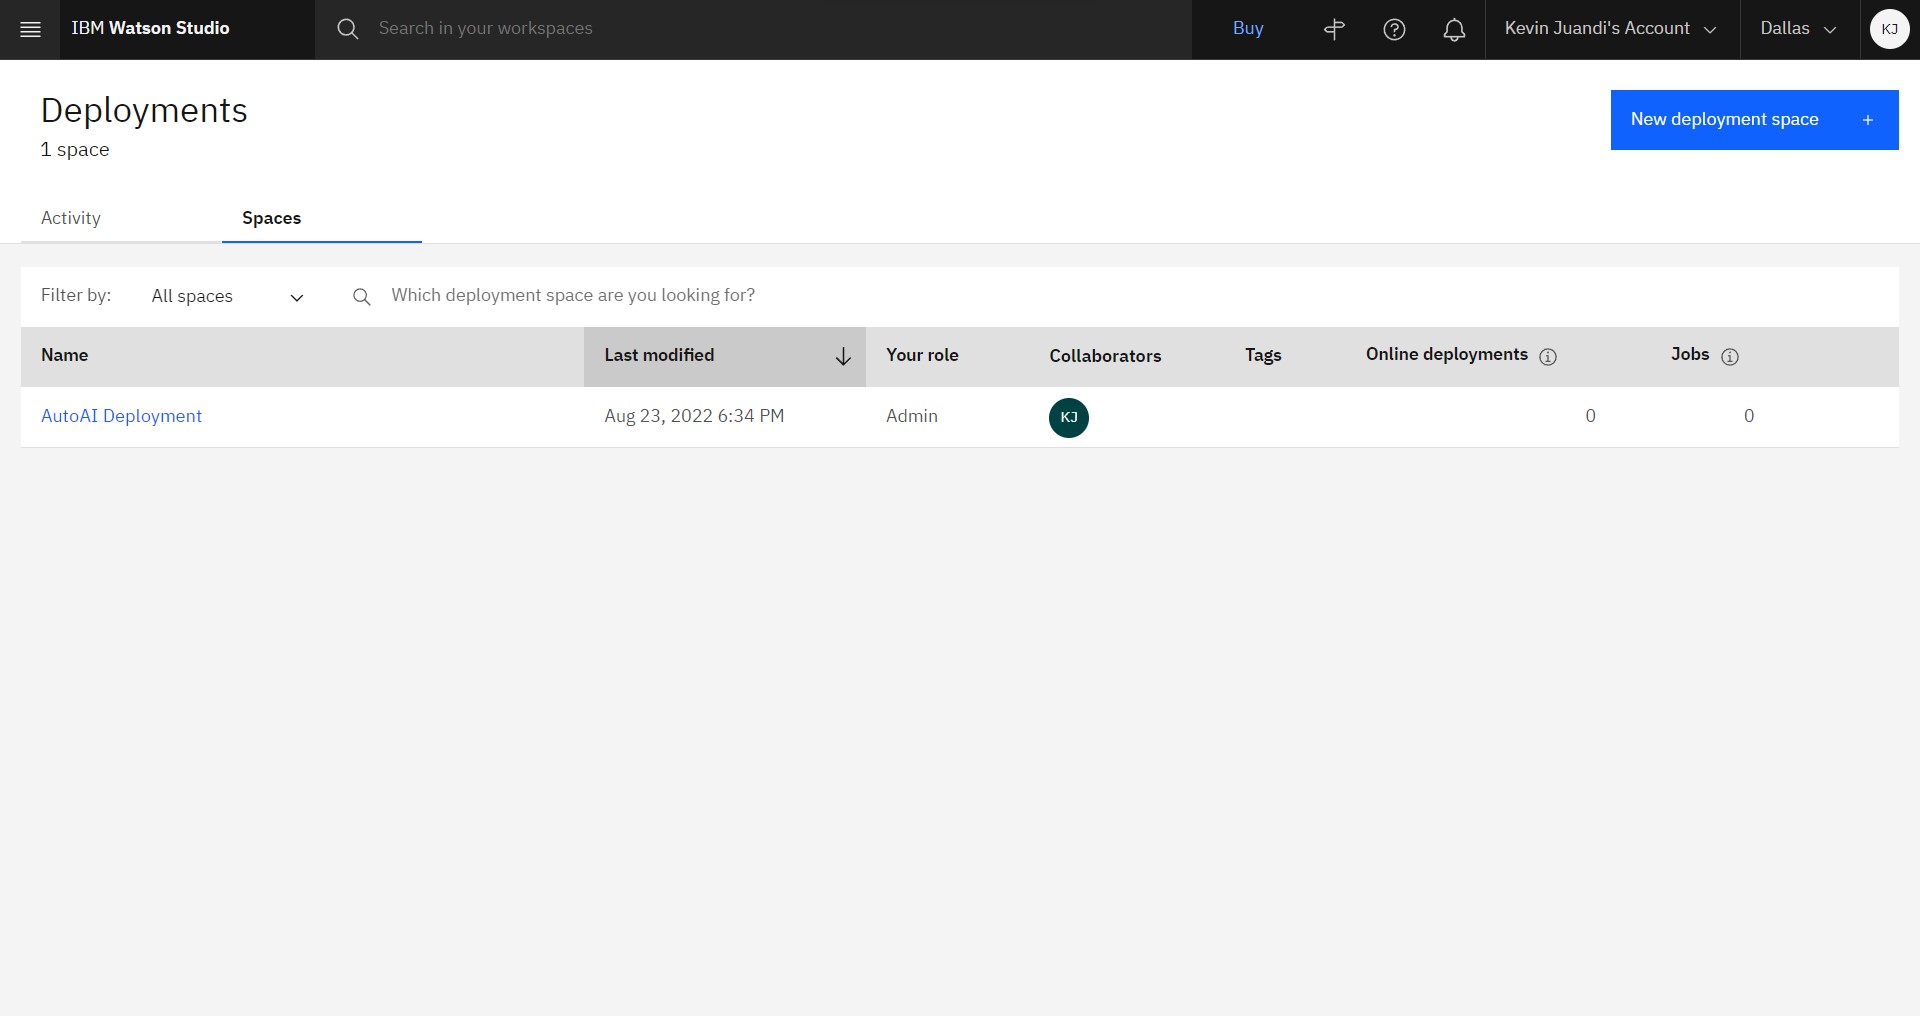 IBM Watson Studio
Search in your workspaces
Buy
Kevin Juandi's Account
Dallas
KJ
Deployments
1 space
New deployment space +
Activity
Spaces
Filter by: All spaces
Which deployment space are you looking for?
Name Last modified Your role Collaborators Tags Online deployments Jobs
AutoAI Deployment Aug 23, 2022 6:34 PM Admin KJ 0 0